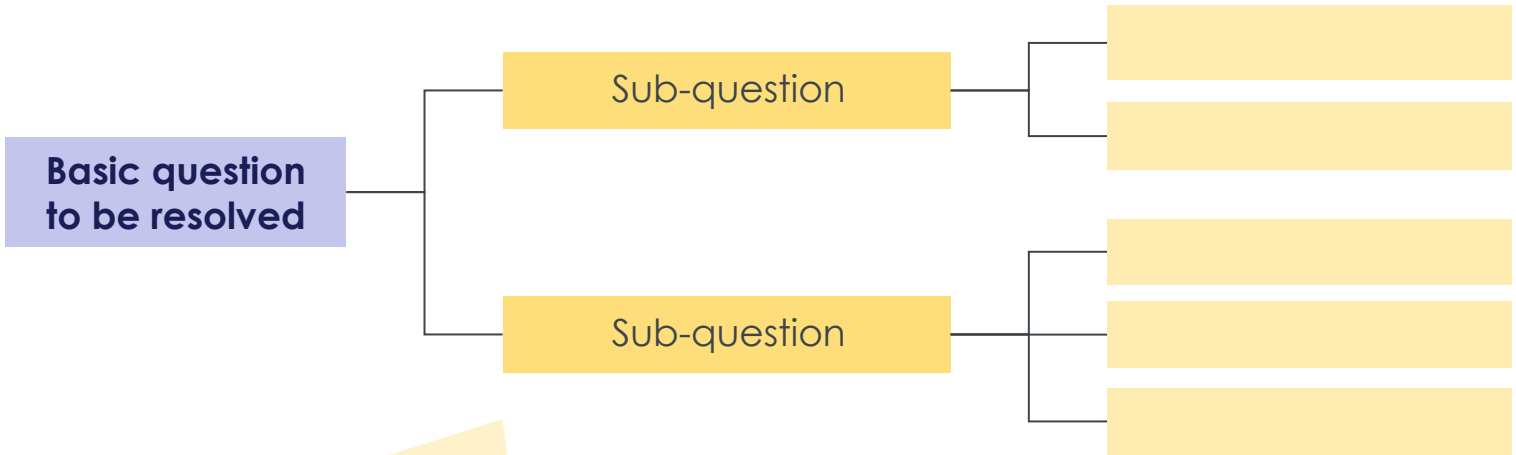 Sub-question
Basic question
to be resolved
Sub-question